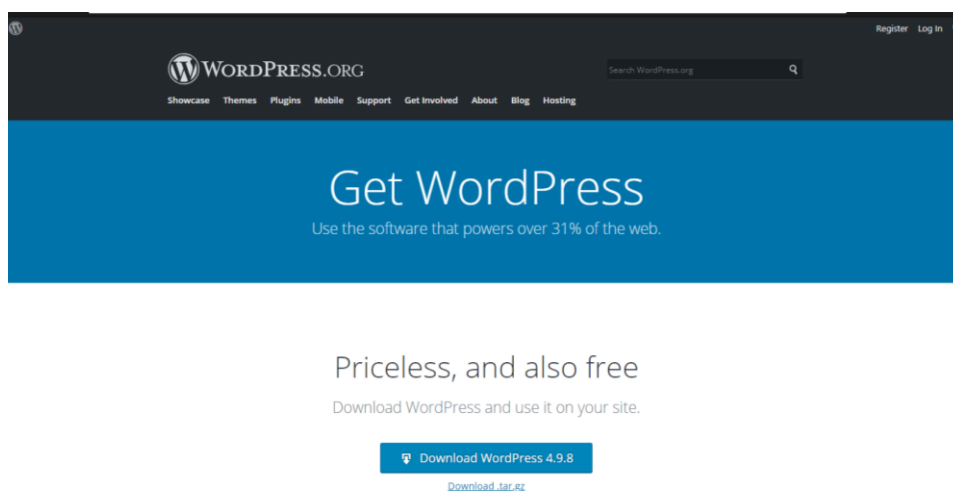 Register Log In
WORDPRESS.ORG
Search WordPress.org
Showcase Themes Plugins Mobile Support Get Involved About Blog Hosting
Get WordPress
Use the software that powers over 31% of the web.
Priceless, and also free
Download WordPress and use it on your site.
Download WordPress 4.9.8
Download .tar.gz